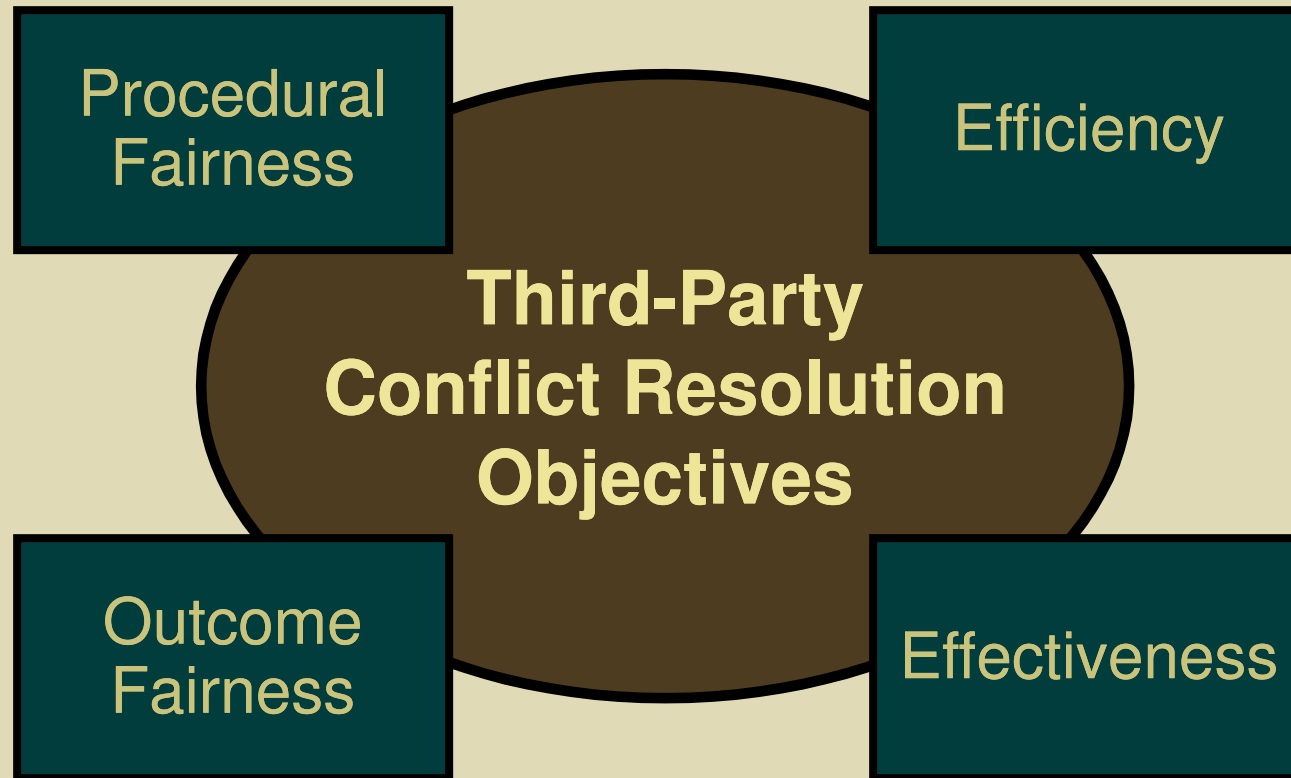 Procedural
Fairness
Efficiency
Third-Party
Conflict Resolution
Objectives
Outcome
Fairness
Effectiveness